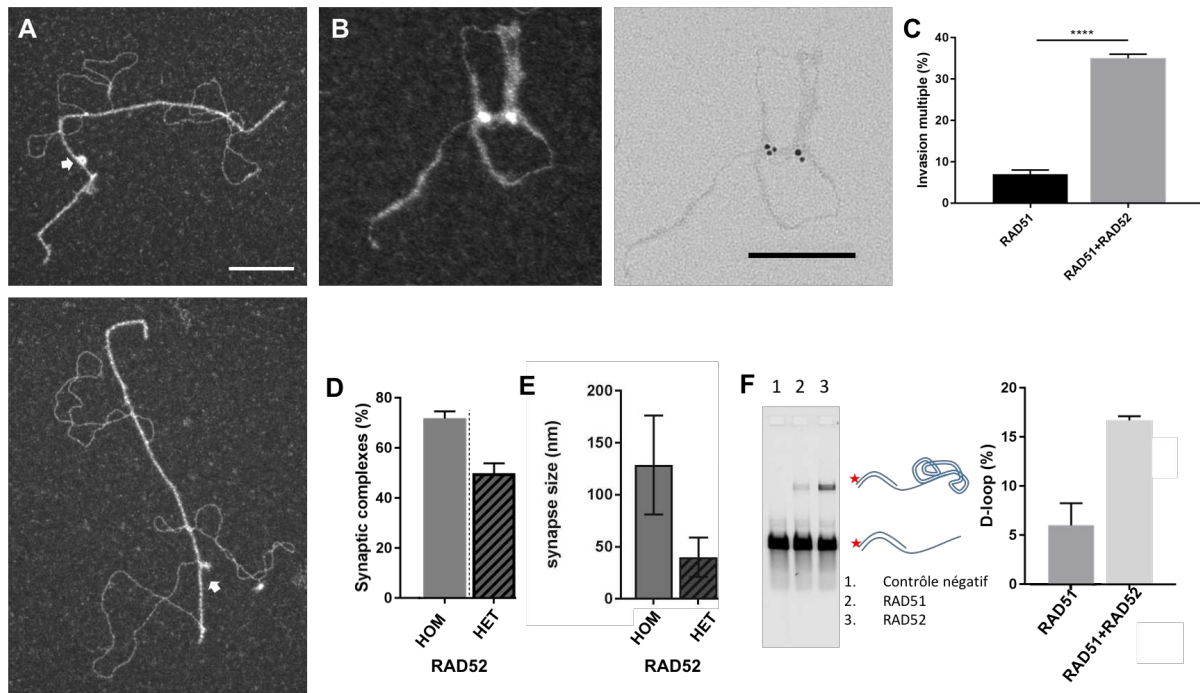 A
B
C
Invasion multiple (%)
40
30
20
10
0
****
RAD51
RAD51+RAD52
D
Synaptic complexes (%)
80
60
40
20
0
HOM
HET
RAD52
E
synapse size (nm)
200
150
100
50
0
HOM
HET
RAD52
F
1 2 3
1. Contrôle négatif
2. RAD51
3. RAD52
D-loop (%)
20
15
10
5
0
RAD51
RAD51+RAD52